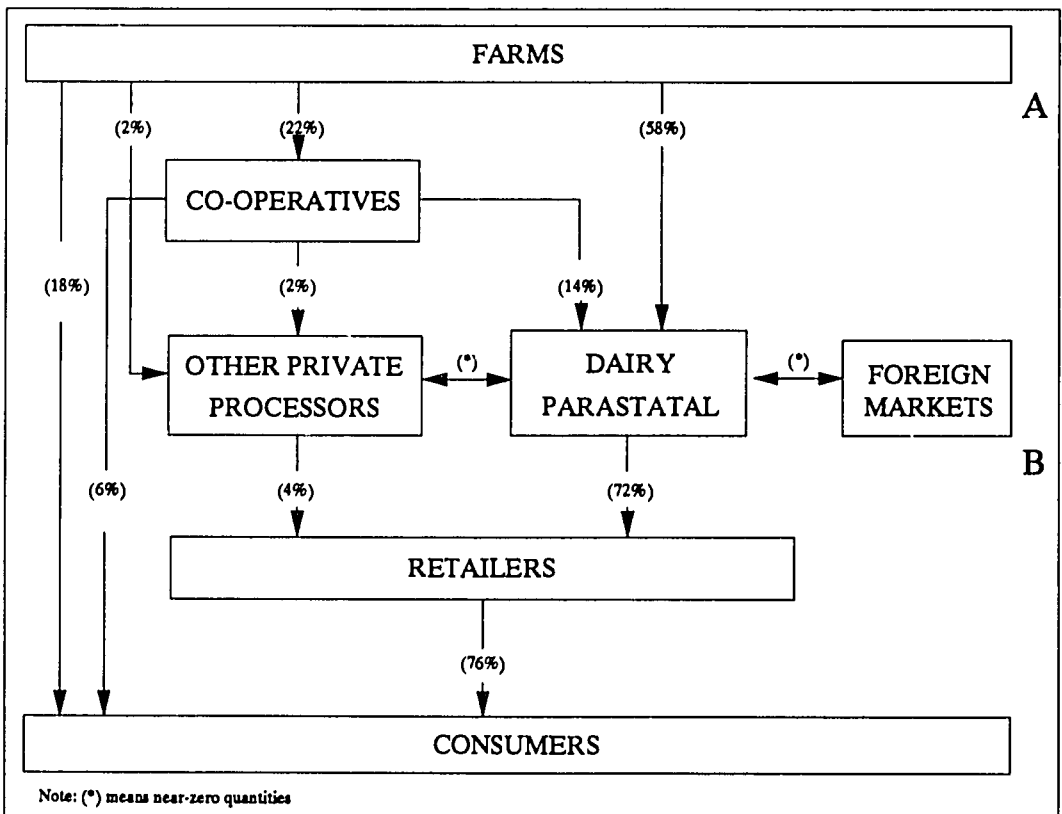 FARMS
A
(2%)
(22%)
(58%)
CO-OPERATIVES
(18%)
(2%)
(14%)
OTHER PRIVATE
PROCESSORS
(*)
DAIRY
PARASTATAL
(*)
FOREIGN
MARKETS
B
(6%)
(4%)
(72%)
RETAILERS
(76%)
CONSUMERS
Note: (*) means near-zero quantities